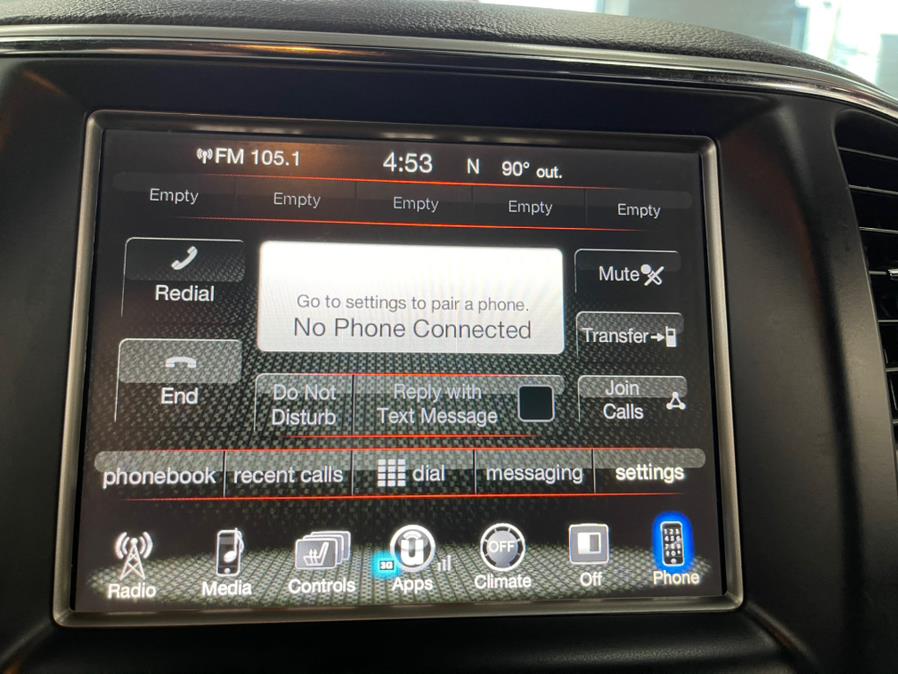 FM 105.1 4:53 N 90° out.
Empty Empty Empty Empty Empty
Redial
Go to settings to pair a phone.
No Phone Connected
Mute
Transfer
End
Do Not
Disturb
Reply with
Text Message
Join
Calls
phonebook recent calls dial messaging settings
Radio
Media
Controls
3G
U
Apps
OFF
Climate
Off
Phone